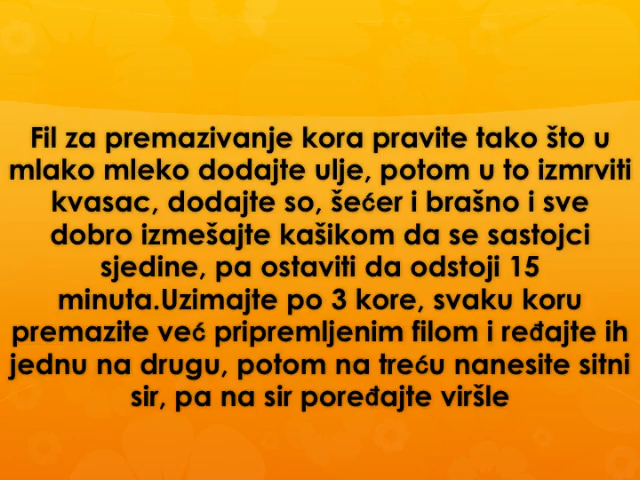 Fil za premazivanje kora pravite tako što u
mlako mleko dodajte ulje, potom u to izmrviti
kvasac, dodajte so, šećer i brašno i sve
dobro izmešajte kašikom da se sastojci
sjedine, pa ostaviti da odstoji 15
minuta.Uzimajte po 3 kore, svaku koru
premazite već pripremljenim filom i ređajte ih
jednu na drugu, potom na treću nanesite sitni
sir, pa na sir poređajte viršle